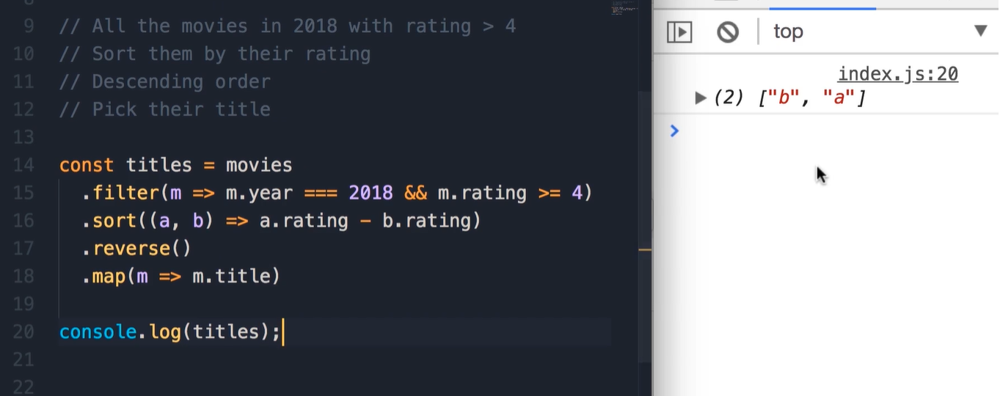 9 // All the movies in 2018 with rating > 4
10 // Sort them by their rating
11 // Descending order
12 // Pick their title
13
14 const titles = movies
15 .filter(m => m.year === 2018 && m.rating >= 4)
16 .sort((a, b) => a.rating - b.rating)
17 .reverse()
18 .map(m => m.title)
19
20 console.log(titles);
21
22
top
index.js:20
(2) ["b", "a"]